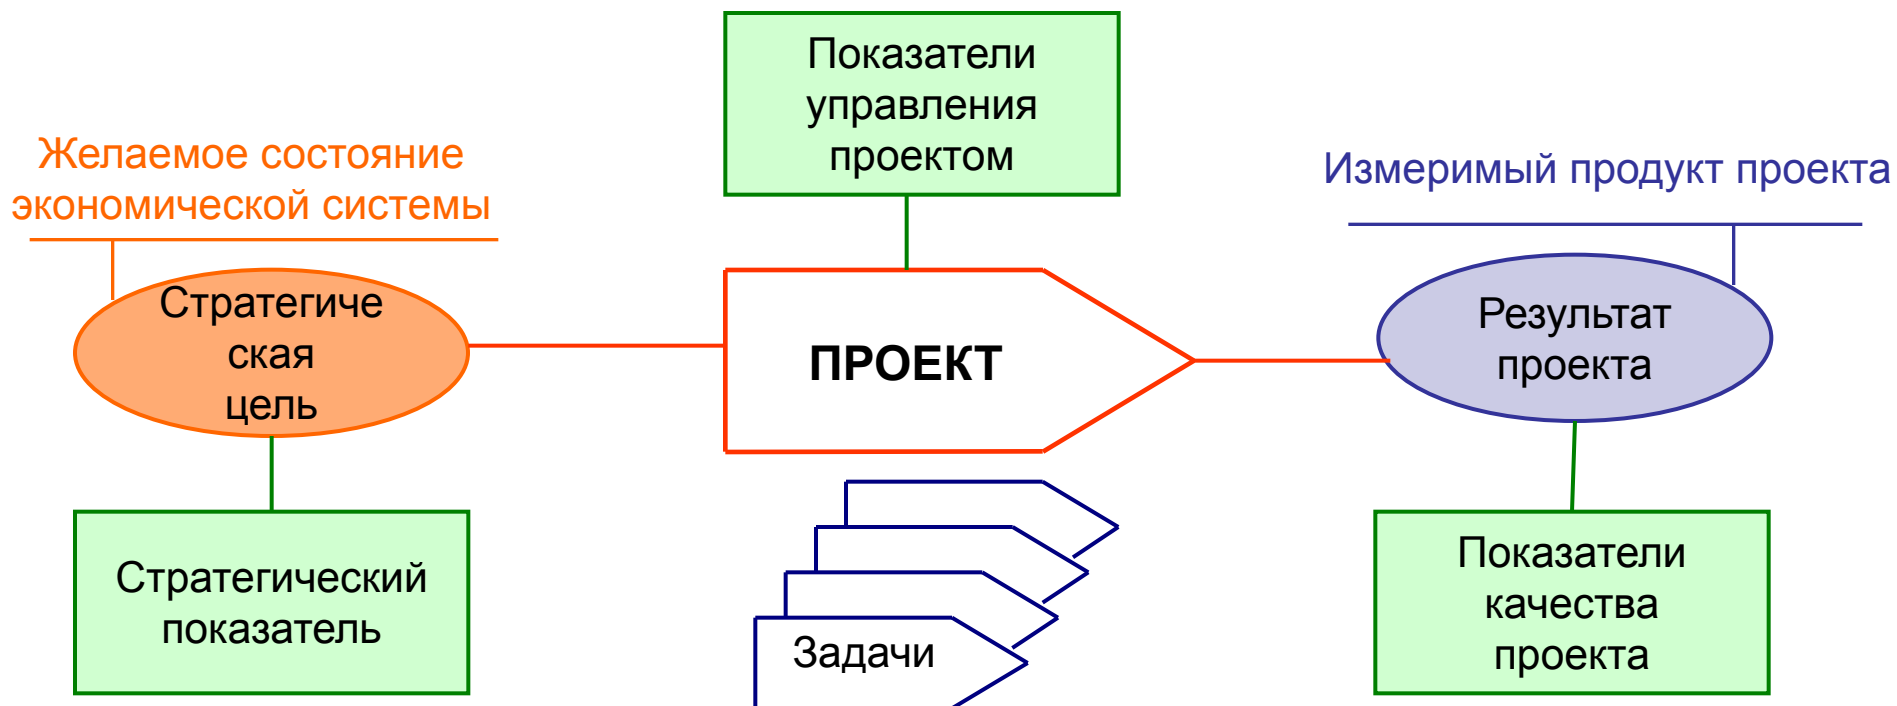 Показатели
управления
проектом
Желаемое состояние
экономической системы
Измеримый продукт проекта
Стратегиче
ская
цель
ПРОЕКТ
Результат
проекта
Стратегический
показатель
Задачи
Показатели
качества
проекта